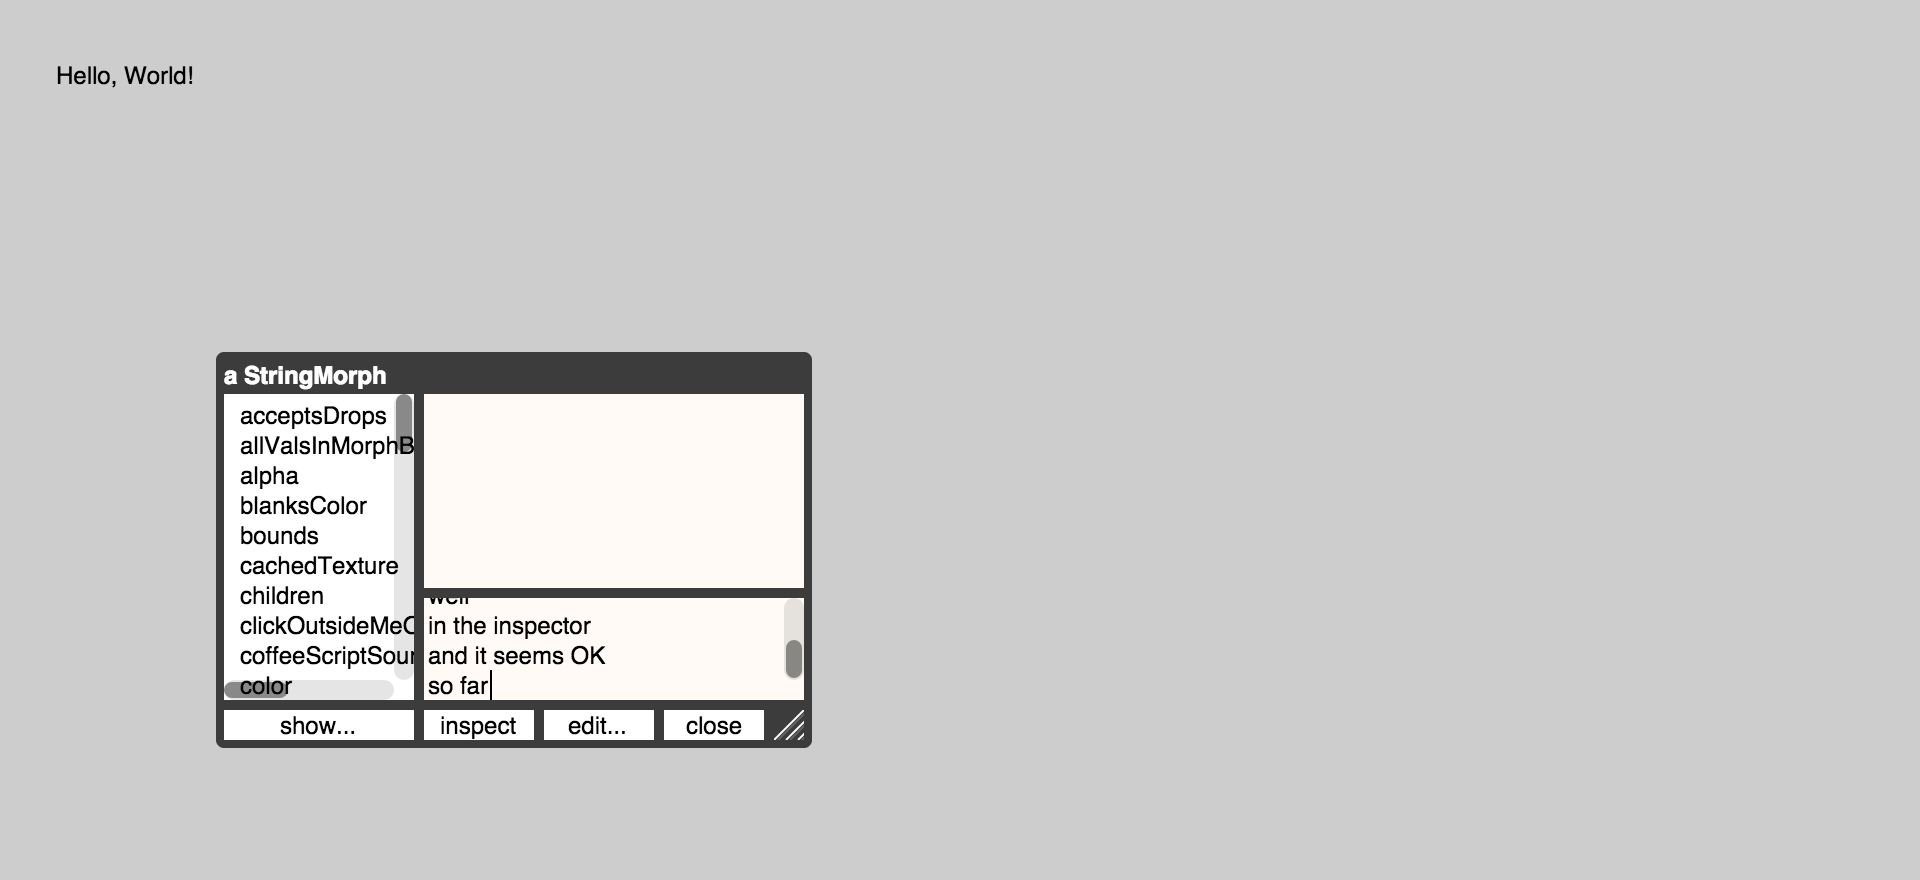 Hello, World!
a StringMorph
acceptsDrops
allValsInMorphB
alpha
blanksColor
bounds
cachedTexture
children
clickOutsideMeC
coffeeScriptSour
color
well
in the inspector
and it seems OK
so far
show...
inspect
edit...
close